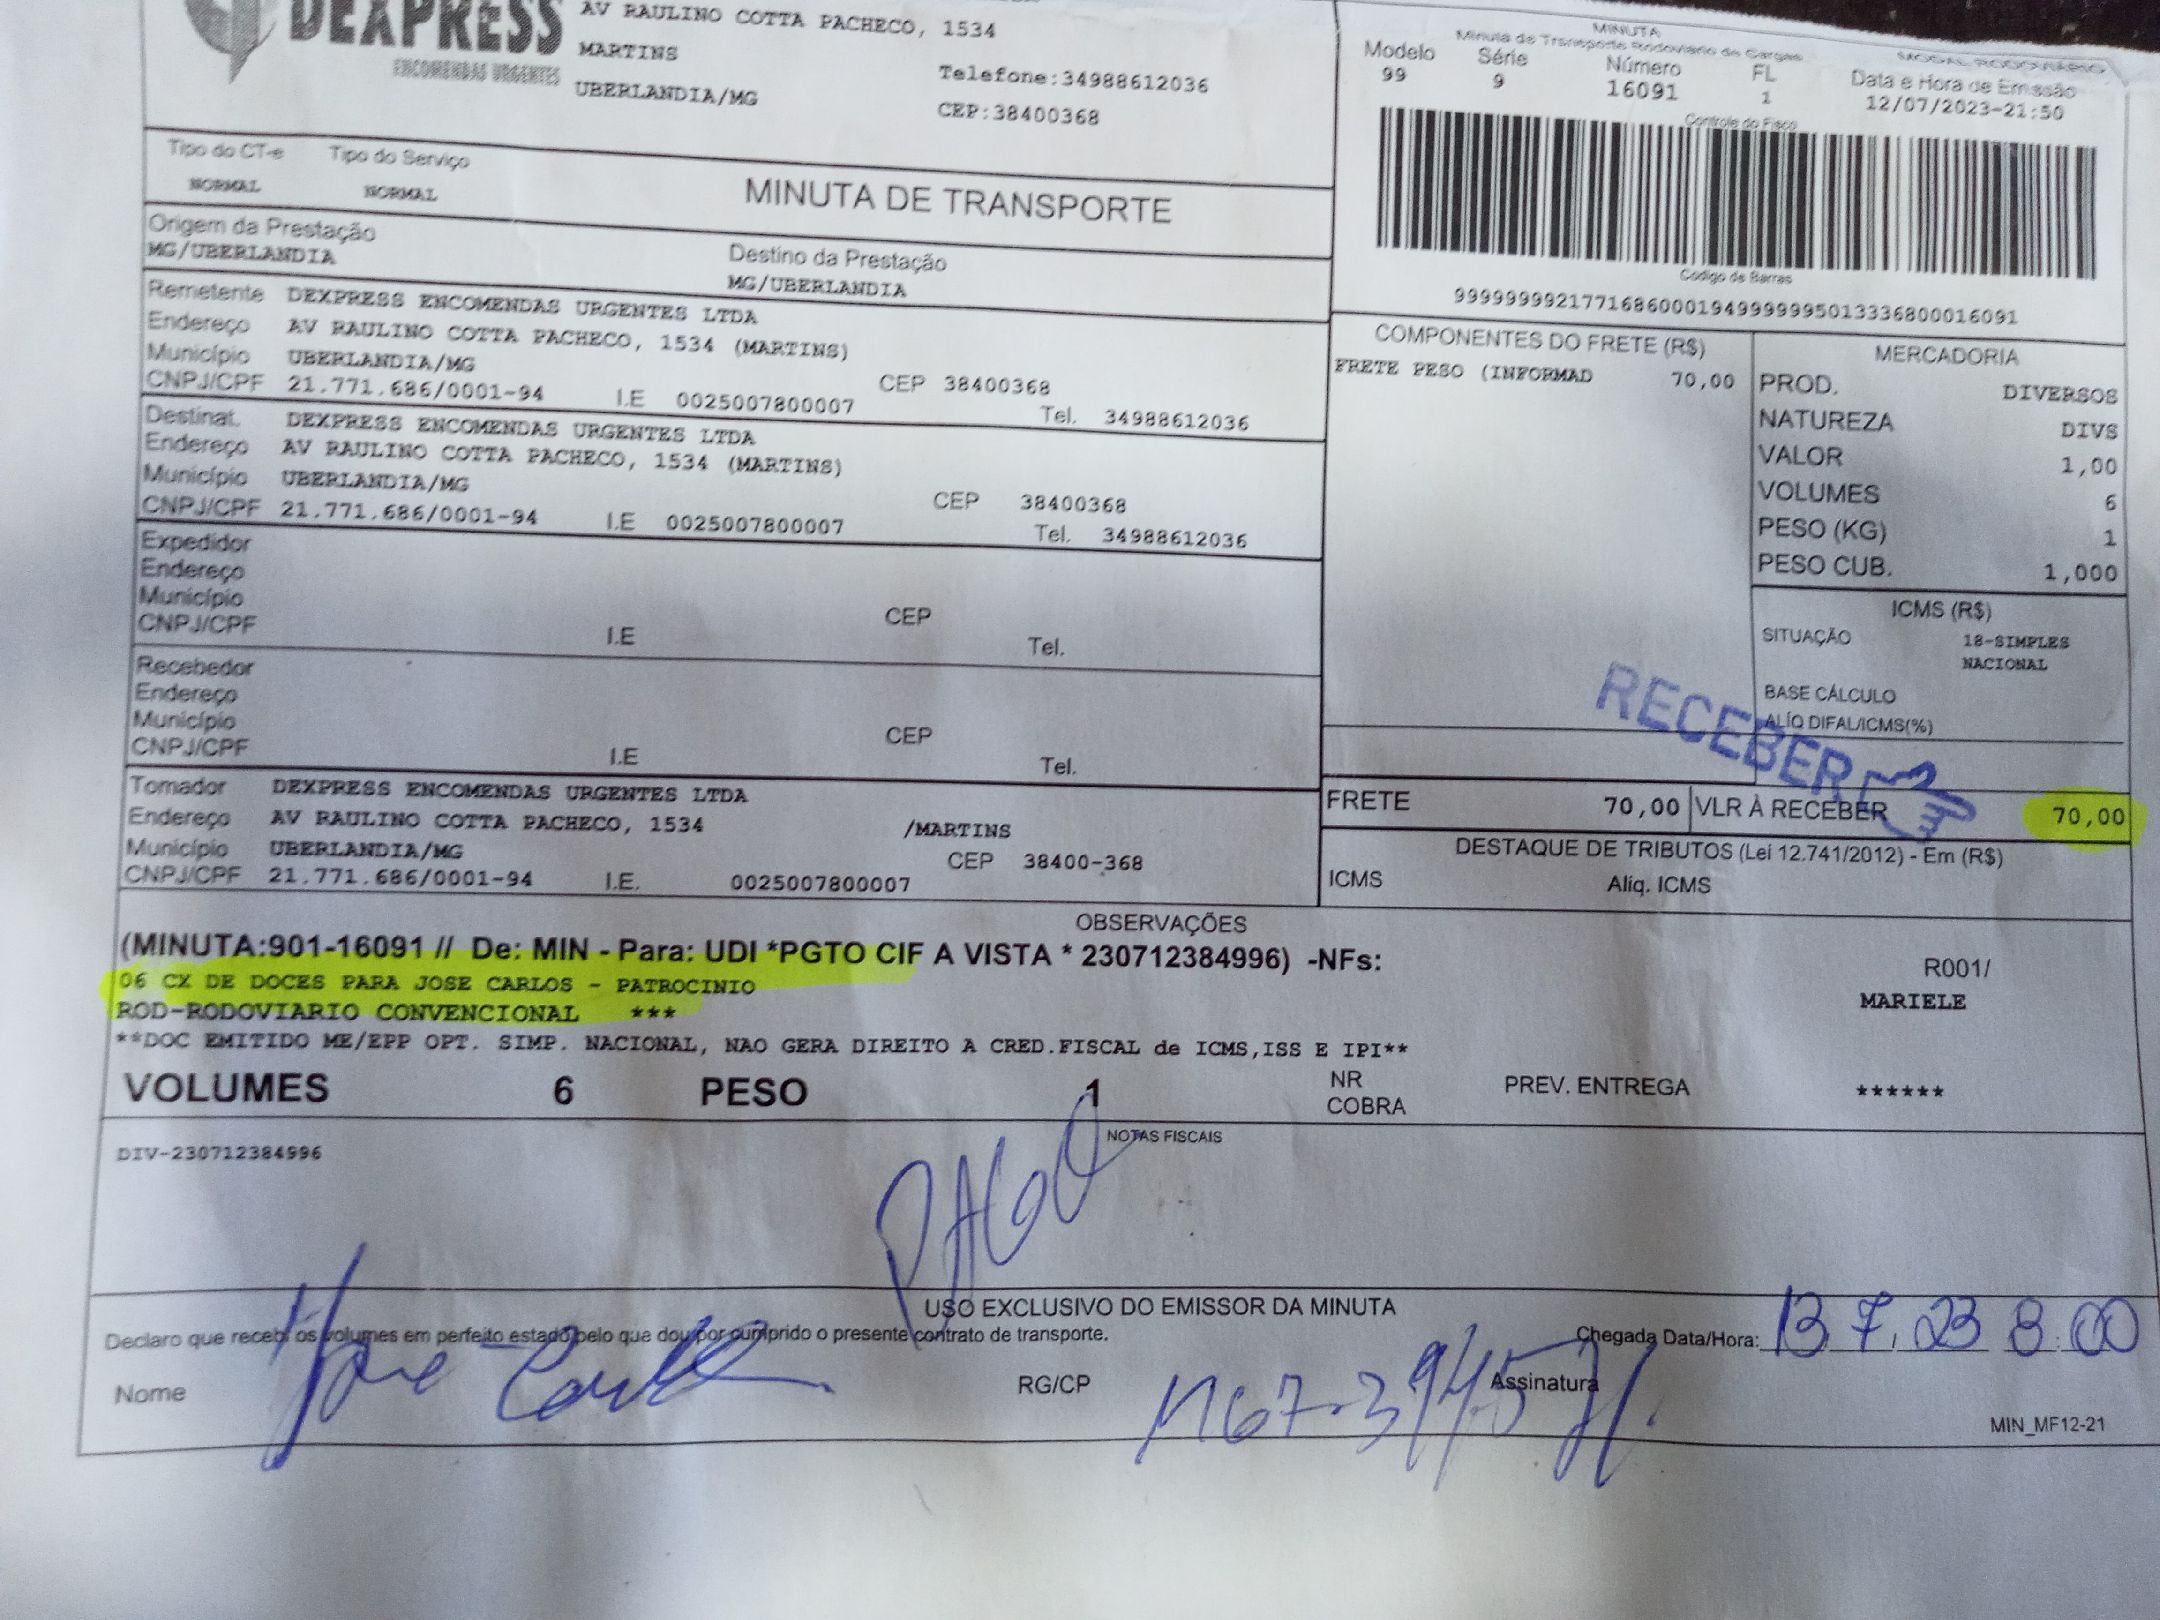 DEXPRESS
ENCOMENDAS URGENTES
AV RAULINO COTTA PACHECO, 1534
MARTINS
UBERLANDIA/MG
Telefone:34988612036
CEP:38400368
MINUTA
Minuta de Transporte Rodoviario de Cargas
MODAL RODOVIÁRIO
Modelo Série Número FL Data e Hora de Emissão
99 9 16091 1 12/07/2023-21:50
Controle do Fisco
Codigo de Barras
99999999217716860001949999999501333680001609​1
Tipo do CT-e Tipo do Serviço
NORMAL NORMAL
MINUTA DE TRANSPORTE
Origem da Prestação
MG/UBERLANDIA
Destino da Prestação
MG/UBERLANDIA
Remetente DEXPRESS ENCOMENDAS URGENTES LTDA
Endereço AV RAULINO COTTA PACHECO, 1534 (MARTINS)
Município UBERLANDIA/MG CEP 38400368
CNPJ/CPF 21.771.686/0001-94 I.E 0025007800007 Tel. 34988612036
Destinat. DEXPRESS ENCOMENDAS URGENTES LTDA
Endereço AV RAULINO COTTA PACHECO, 1534 (MARTINS)
Município UBERLANDIA/MG CEP 38400368
CNPJ/CPF 21.771.686/0001-94 I.E 0025007800007 Tel. 34988612036
Expedidor
Endereço
Município CEP
CNPJ/CPF I.E Tel.
Recebedor
Endereço
Município CEP
CNPJ/CPF I.E Tel.
Tomador DEXPRESS ENCOMENDAS URGENTES LTDA
Endereço AV RAULINO COTTA PACHECO, 1534 /MARTINS
Município UBERLANDIA/MG CEP 38400-368
CNPJ/CPF 21.771.686/0001-94 I.E. 0025007800007
COMPONENTES DO FRETE (R$)
FRETE PESO (INFORMAD 70,00
MERCADORIA
PROD. DIVERSOS
NATUREZA DIVS
VALOR 1,00
VOLUMES 6
PESO (KG) 1
PESO CUB. 1,000
ICMS (R$)
SITUAÇÃO 18-SIMPLES
NACIONAL
BASE CÁLCULO
ALÍQ DIFAL/ICMS(%)
RECEBER
FRETE 70,00 VLR À RECEBER 70,00
DESTAQUE DE TRIBUTOS (Lei 12.741/2012) - Em (R$)
ICMS Alíq. ICMS
OBSERVAÇÕES
(MINUTA:901-16091 // De: MIN - Para: UDI *PGTO CIF A VISTA * 230712384996) -NFs:
R001/
06 CX DE DOCES PARA JOSE CARLOS - PATROCINIO
MARIELE
ROD-RODOVIARIO CONVENCIONAL ***
**DOC EMITIDO ME/EPP OPT. SIMP. NACIONAL, NAO GERA DIREITO A CRED.FISCAL de ICMS,ISS E IPI**
VOLUMES 6 PESO 1 NR COBRA PREV. ENTREGA ******
NOTAS FISCAIS
DIV-230712384996
PAGO
USO EXCLUSIVO DO EMISSOR DA MINUTA
Declaro que recebi os volumes em perfeito estado pelo que dou por cumprido o presente contrato de transporte.
Chegada Data/Hora: 13 7, 23 8:00
Nome RG/CP Assinatura
MIN_MF12-21